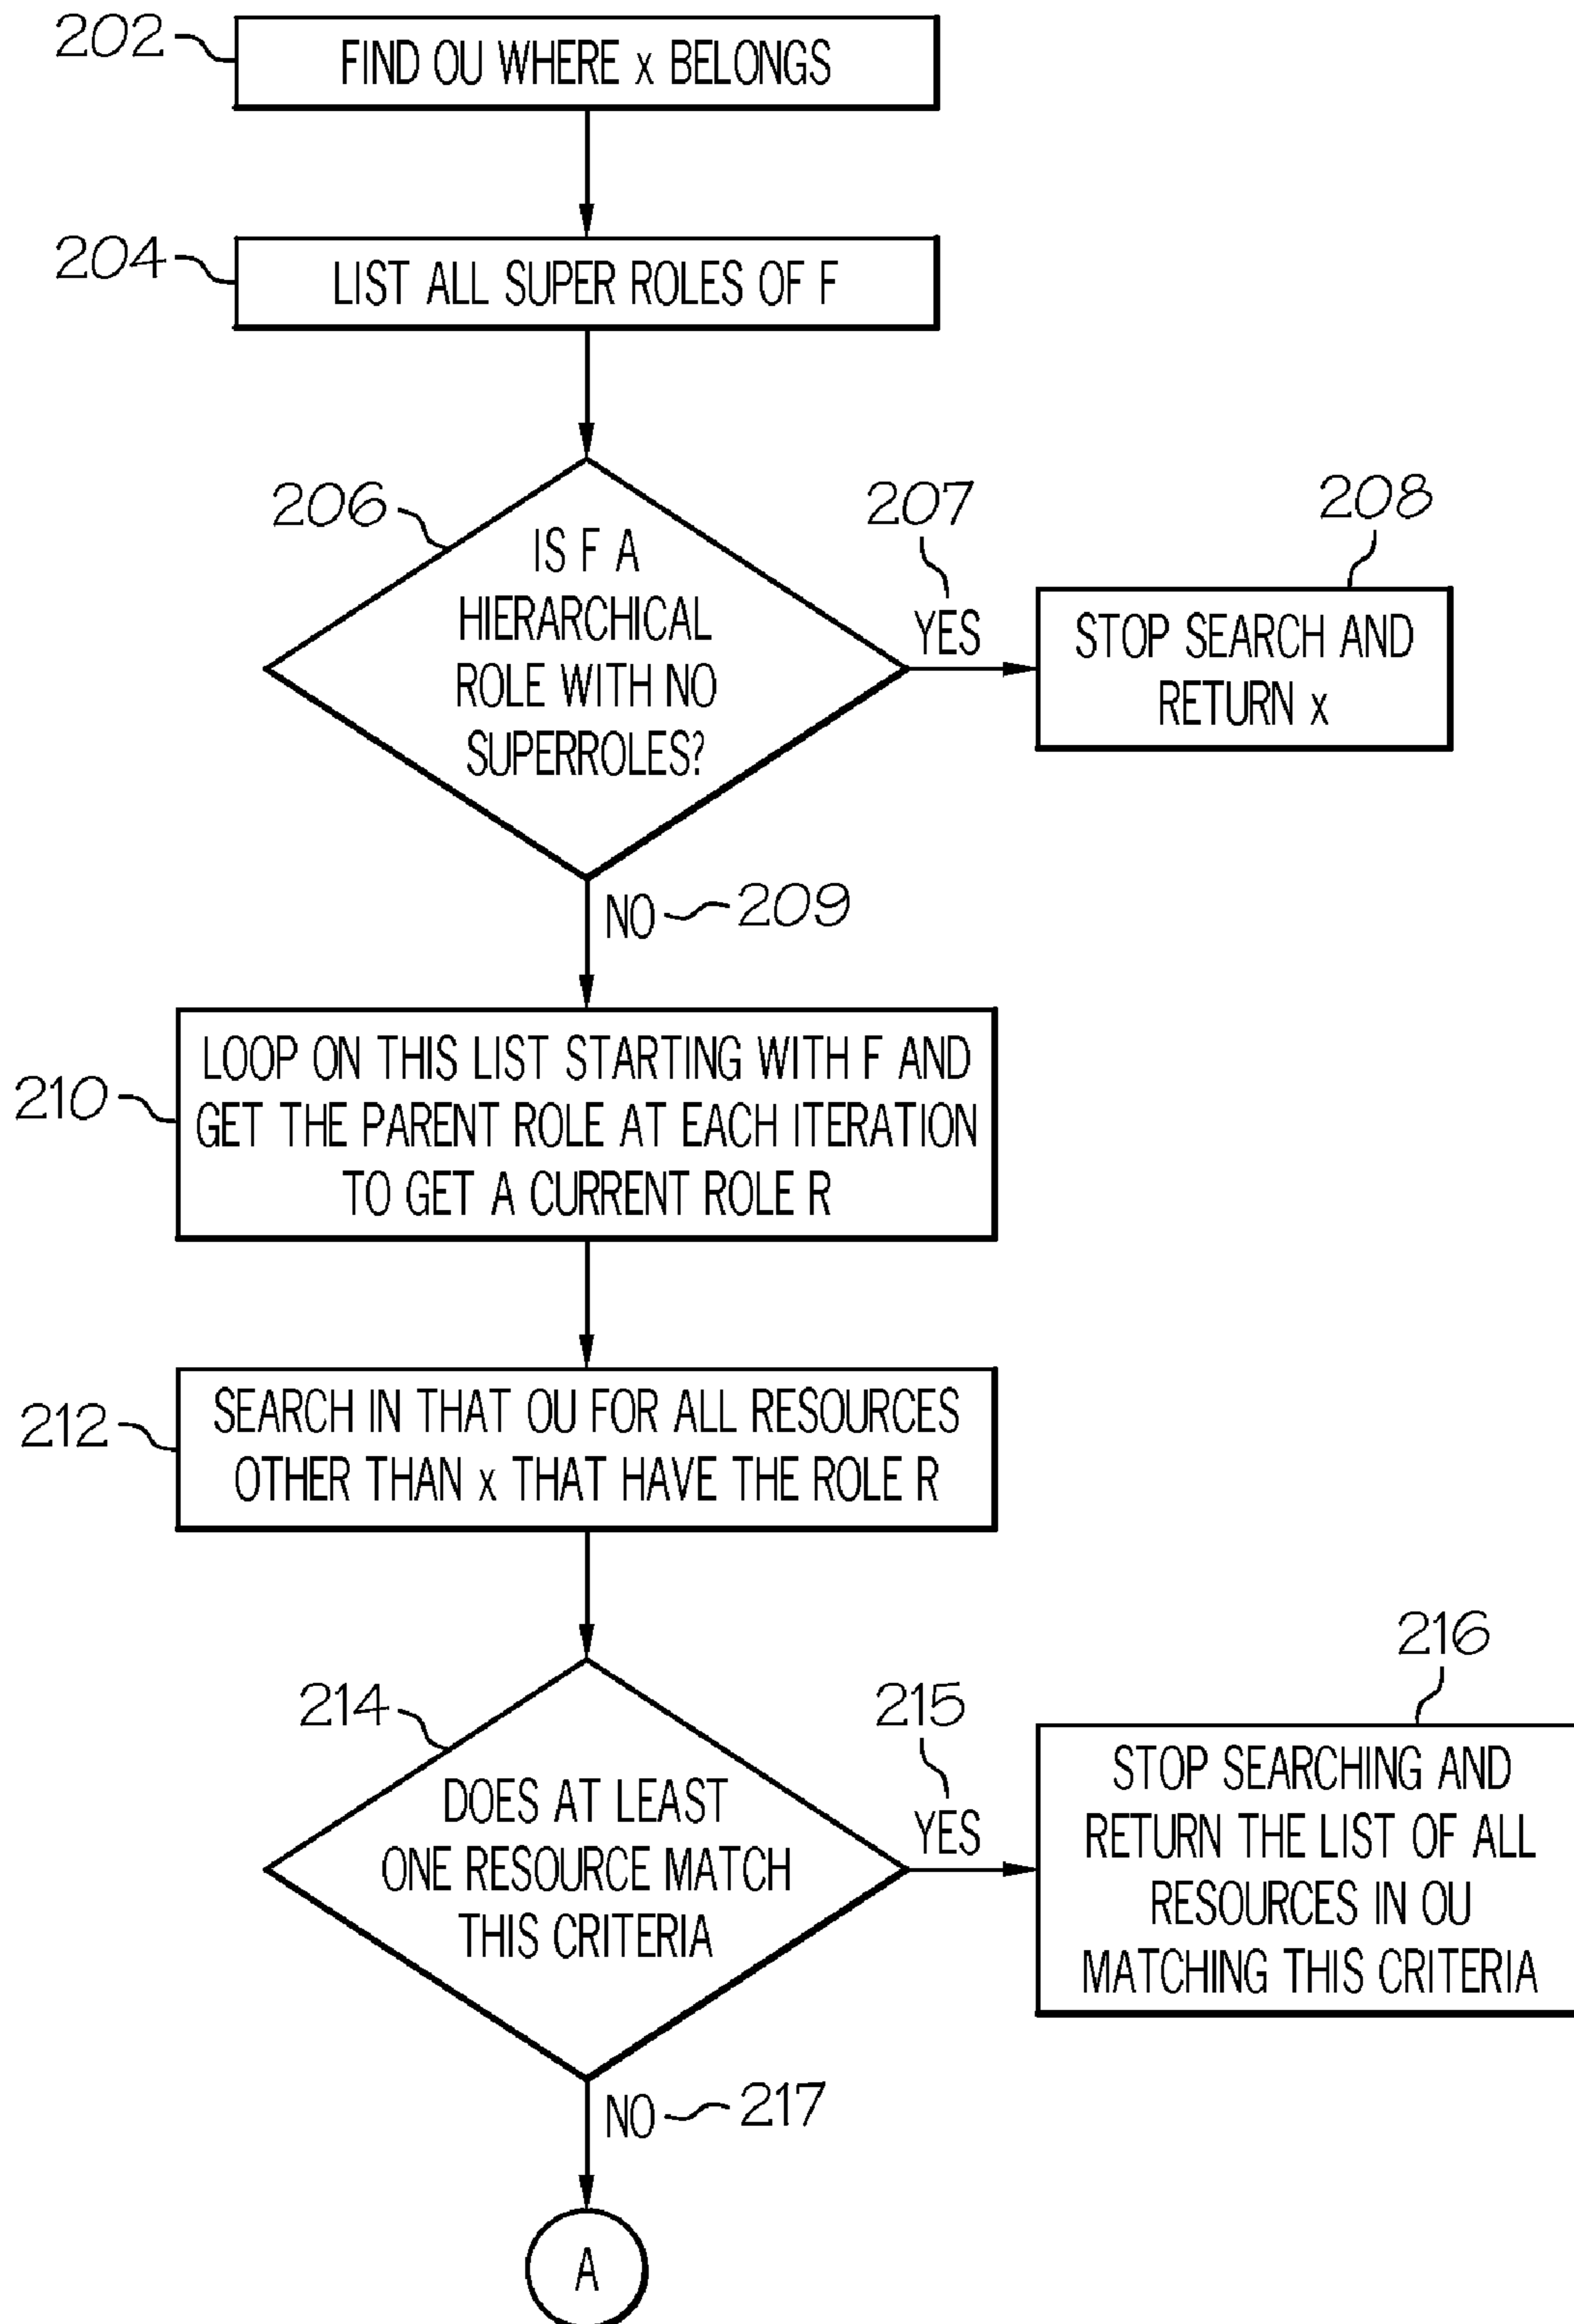 202
FIND OU WHERE x BELONGS
204
LIST ALL SUPER ROLES OF F
206
IS F A
HIERARCHICAL
ROLE WITH NO
SUPERROLES?
207
YES
208
STOP SEARCH AND
RETURN x
NO
209
210
LOOP ON THIS LIST STARTING WITH F AND
GET THE PARENT ROLE AT EACH ITERATION
TO GET A CURRENT ROLE R
212
SEARCH IN THAT OU FOR ALL RESOURCES
OTHER THAN x THAT HAVE THE ROLE R
214
DOES AT LEAST
ONE RESOURCE MATCH
THIS CRITERIA
215
YES
216
STOP SEARCHING AND
RETURN THE LIST OF ALL
RESOURCES IN OU
MATCHING THIS CRITERIA
NO
217
A